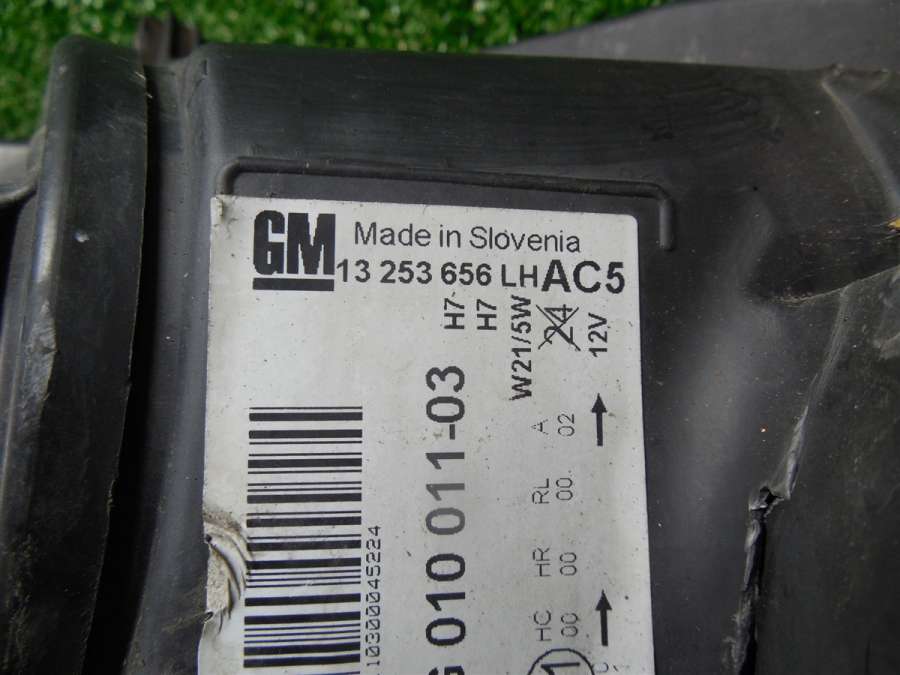 GM Made in Slovenia
13 253 656 LH AC5
H7
H7
W21/5W
24
12V
010 011-03
A
02
RL
00.
HR
00
HC
00
1
10300045224